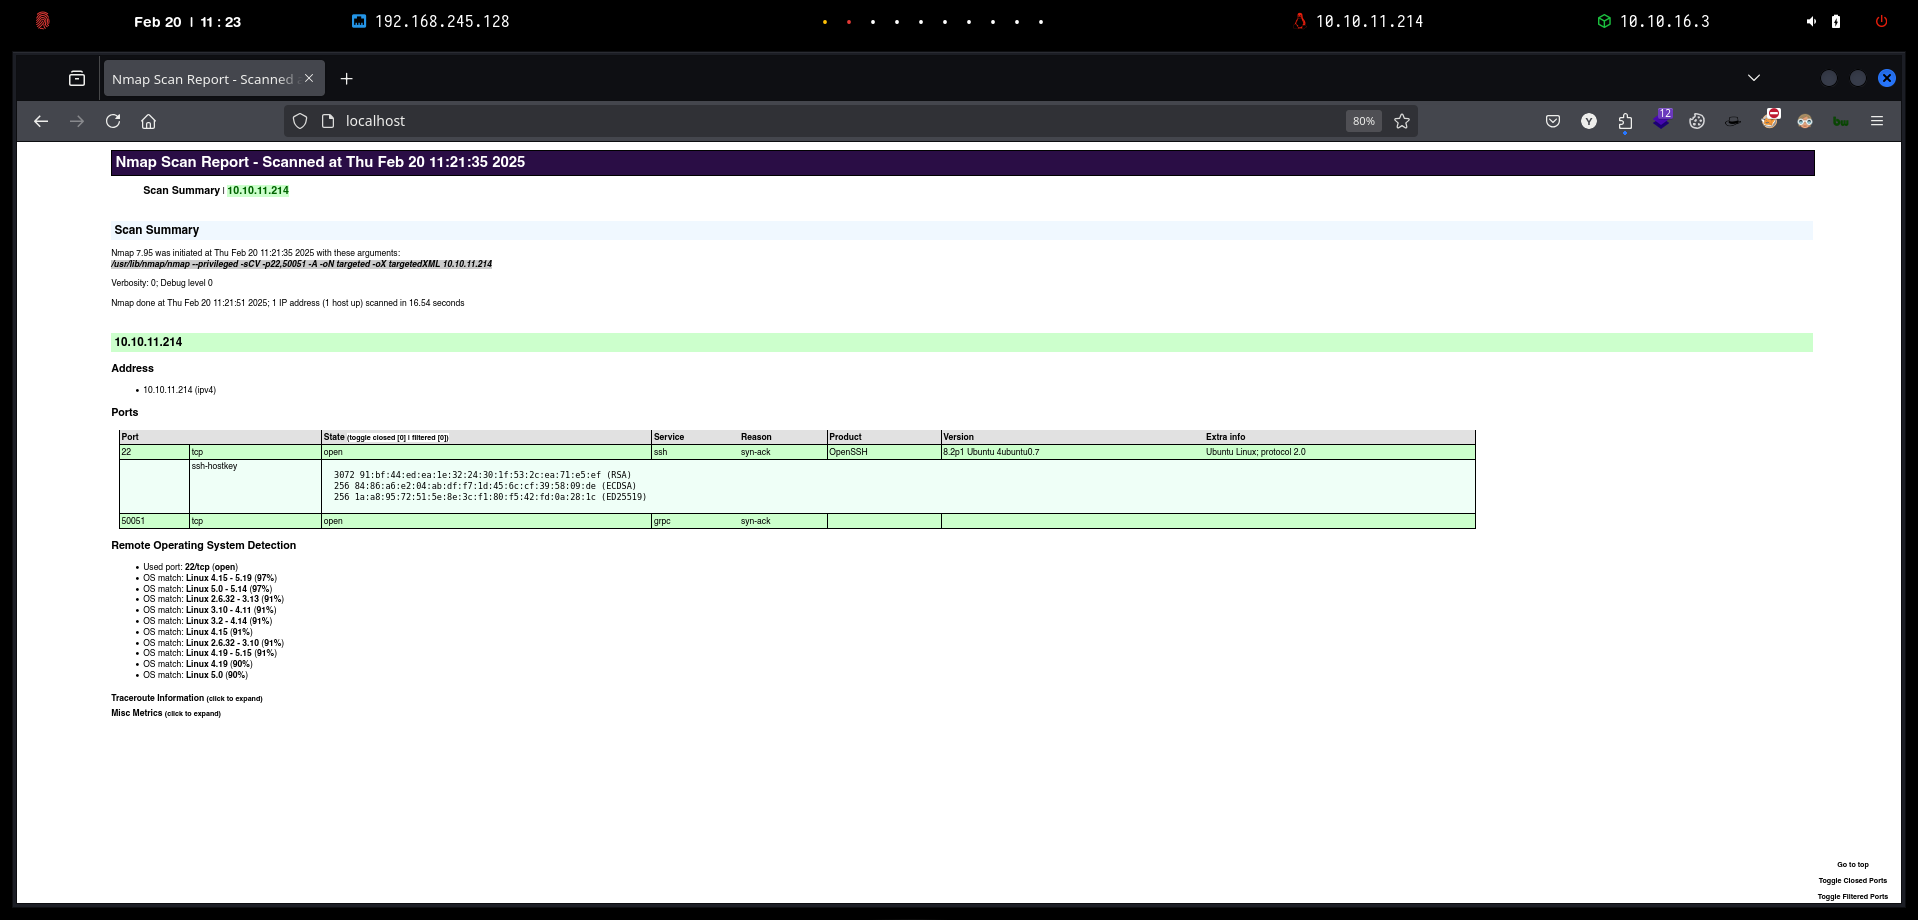 Feb 20 | 11 : 23 192.168.245.128 10.10.11.214 10.10.16.3
Nmap Scan Report - Scanned
localhost 80% Y 12 bw
Nmap Scan Report - Scanned at Thu Feb 20 11:21:35 2025
Scan Summary | 10.10.11.214
Scan Summary
Nmap 7.95 was initiated at Thu Feb 20 11:21:35 2025 with these arguments:
/usr/lib/nmap/nmap --privileged -sCV -p22,50051 -A -oN targeted -oX targetedXML 10.10.11.214
Verbosity: 0; Debug level 0
Nmap done at Thu Feb 20 11:21:51 2025; 1 IP address (1 host up) scanned in 16.54 seconds
10.10.11.214
Address
• 10.10.11.214 (ipv4)
Ports
Port State (toggle closed [0] | filtered [0]) Service Reason Product Version Extra info
22 tcp open ssh syn-ack OpenSSH 8.2p1 Ubuntu 4ubuntu0.7 Ubuntu Linux; protocol 2.0
ssh-hostkey
3072 91:bf:44:ed:ea:1e:32:24:30:1f:53:2c:ea:71:e5:ef (RSA)
256 84:86:a6:e2:04:ab:df:f7:1d:45:6c:cf:39:58:09:de (ECDSA)
256 1a:a8:95:72:51:5e:8e:3c:f1:80:f5:42:fd:0a:28:1c (ED25519)
50051 tcp open grpc syn-ack
Remote Operating System Detection
• Used port: 22/tcp (open)
• OS match: Linux 4.15 - 5.19 (97%)
• OS match: Linux 5.0 - 5.14 (97%)
• OS match: Linux 2.6.32 - 3.13 (91%)
• OS match: Linux 3.10 - 4.11 (91%)
• OS match: Linux 3.2 - 4.14 (91%)
• OS match: Linux 4.15 (91%)
• OS match: Linux 2.6.32 - 3.10 (91%)
• OS match: Linux 4.19 - 5.15 (91%)
• OS match: Linux 4.19 (90%)
• OS match: Linux 5.0 (90%)
Traceroute Information (click to expand)
Misc Metrics (click to expand)
Go to top
Toggle Closed Ports
Toggle Filtered Ports